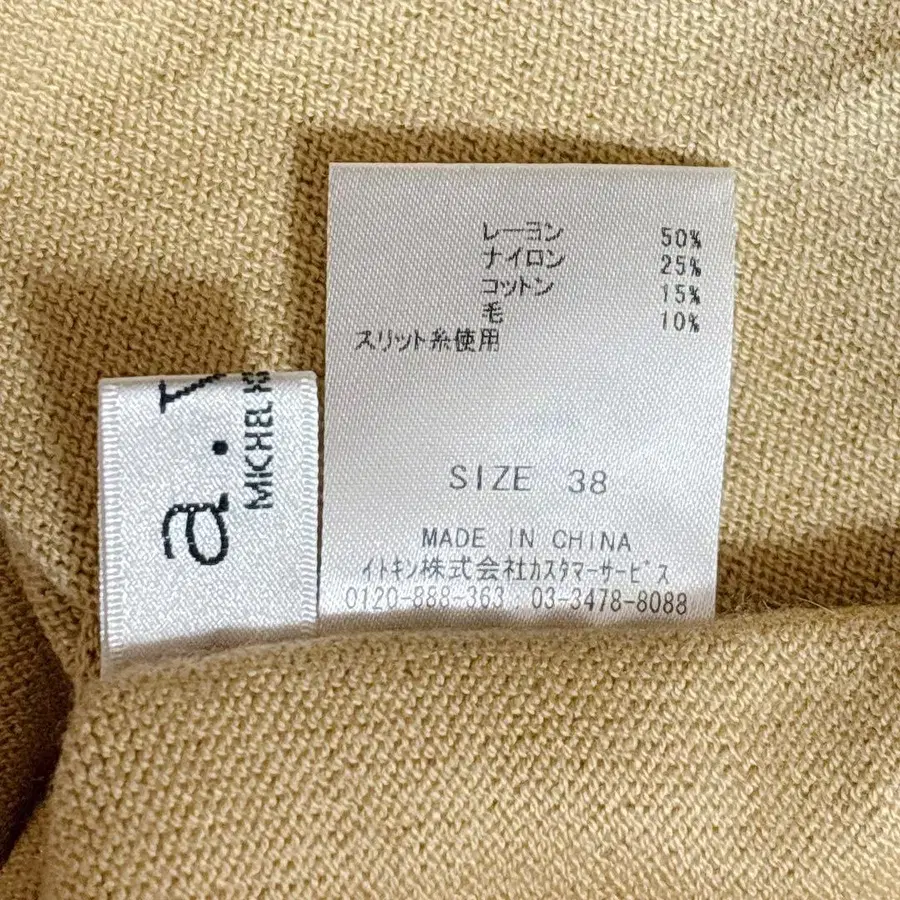 レーヨン 50%
ナイロン 25%
コットン 15%
毛 10%
スリット糸使用
SIZE 38
MADE IN CHINA
イトキン株式会社カスタマーサービス
0120-888-363 03-3478-8088
a.v
MICHEL